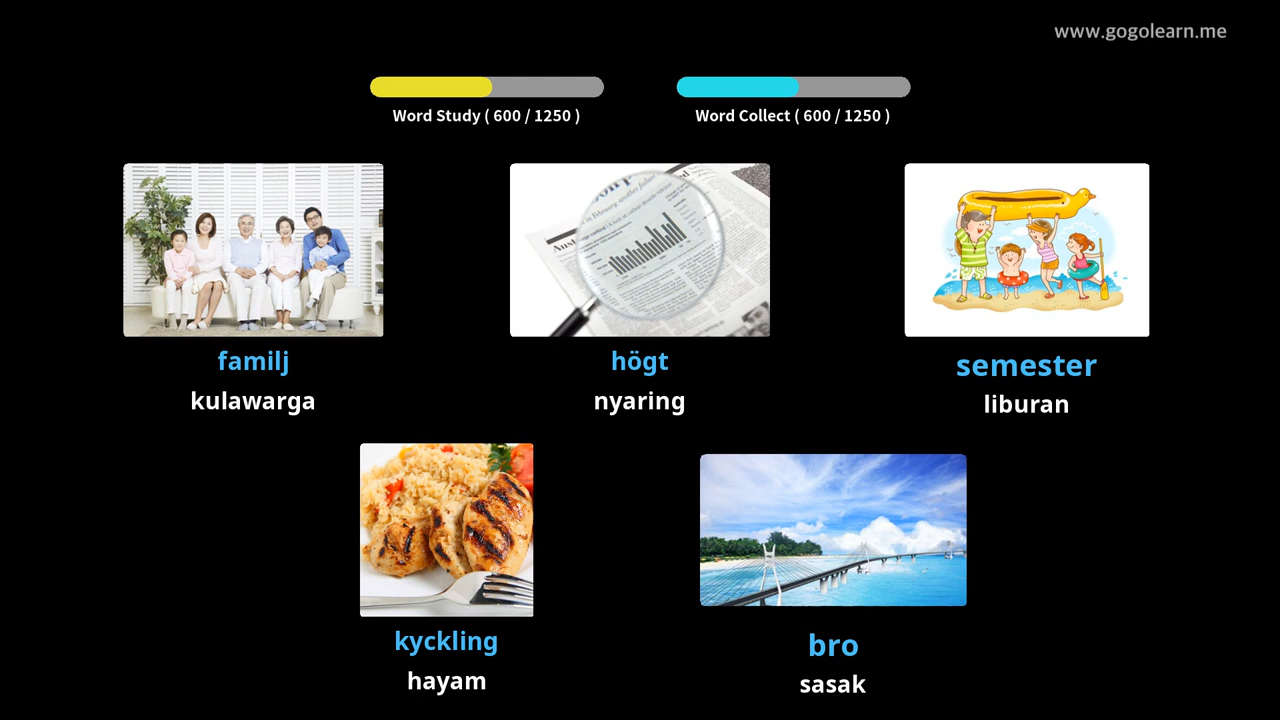 www.gogolearn.me
Word Study ( 600 / 1250 )
Word Collect ( 600 / 1250 )
familj
kulawarga
högt
nyaring
semester
liburan
kyckling
hayam
bro
sasak